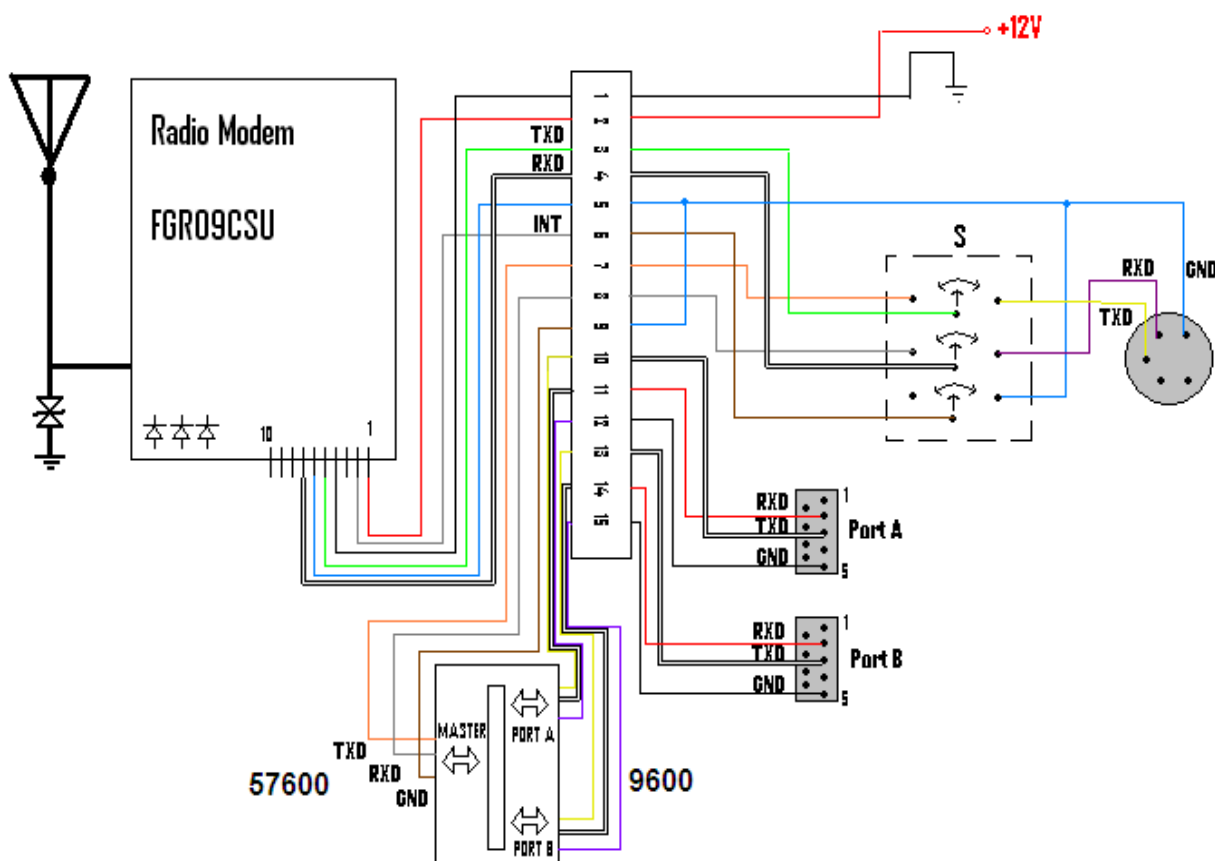 +12V
Radio Modem
FGR09CSU
10
1
TXD
RXD
INT
1
2
3
4
5
6
7
8
9
10
11
12
13
14
15
S
RXD
GND
TXD
RXD
TXD
GND
1
Port A
5
RXD
TXD
GND
1
Port B
5
MASTER
PORT A
PORT B
TXD
RXD
GND
57600
9600